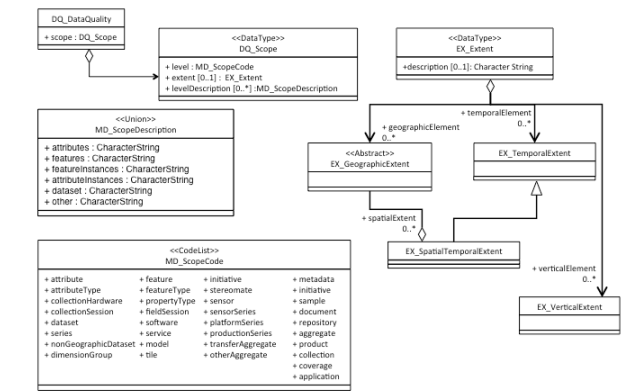 DQ_DataQuality
+ scope : DQ_Scope
<<DataType>>
DQ_Scope
+ level : MD_ScopeCode
+ extent [0..1] : EX_Extent
+ levelDescription [0..*] :MD_ScopeDescription
<<DataType>>
EX_Extent
+description [0..1]: Character String
<<Union>>
MD_ScopeDescription
+ attributes : CharacterString
+ features : CharacterString
+ featureInstances : CharacterString
+ attributeInstances : CharacterString
+ dataset : CharacterString
+ other : CharacterString
+ geographicElement
0..*
+ temporalElement
0..*
<<Abstract>>
EX_GeographicExtent
EX_TemporalExtent
+ spatialExtent
0..*
EX_SpatialTemporalExtent
+ verticalElement
0..*
EX_VerticalExtent
<<CodeList>>
MD_ScopeCode
+ attribute + feature + initiative + metadata
+ attributeType + featureType + stereomate + initiative
+ collectionHardware + propertyType + sensor + sample
+ collectionSession + fieldSession + sensorSeries + document
+ dataset + software + platformSeries + repository
+ series + service + productionSeries + aggregate
+ nonGeographicDataset + model + transferAggregate + product
+ dimensionGroup + tile + otherAggregate + collection
+ coverage
+ application